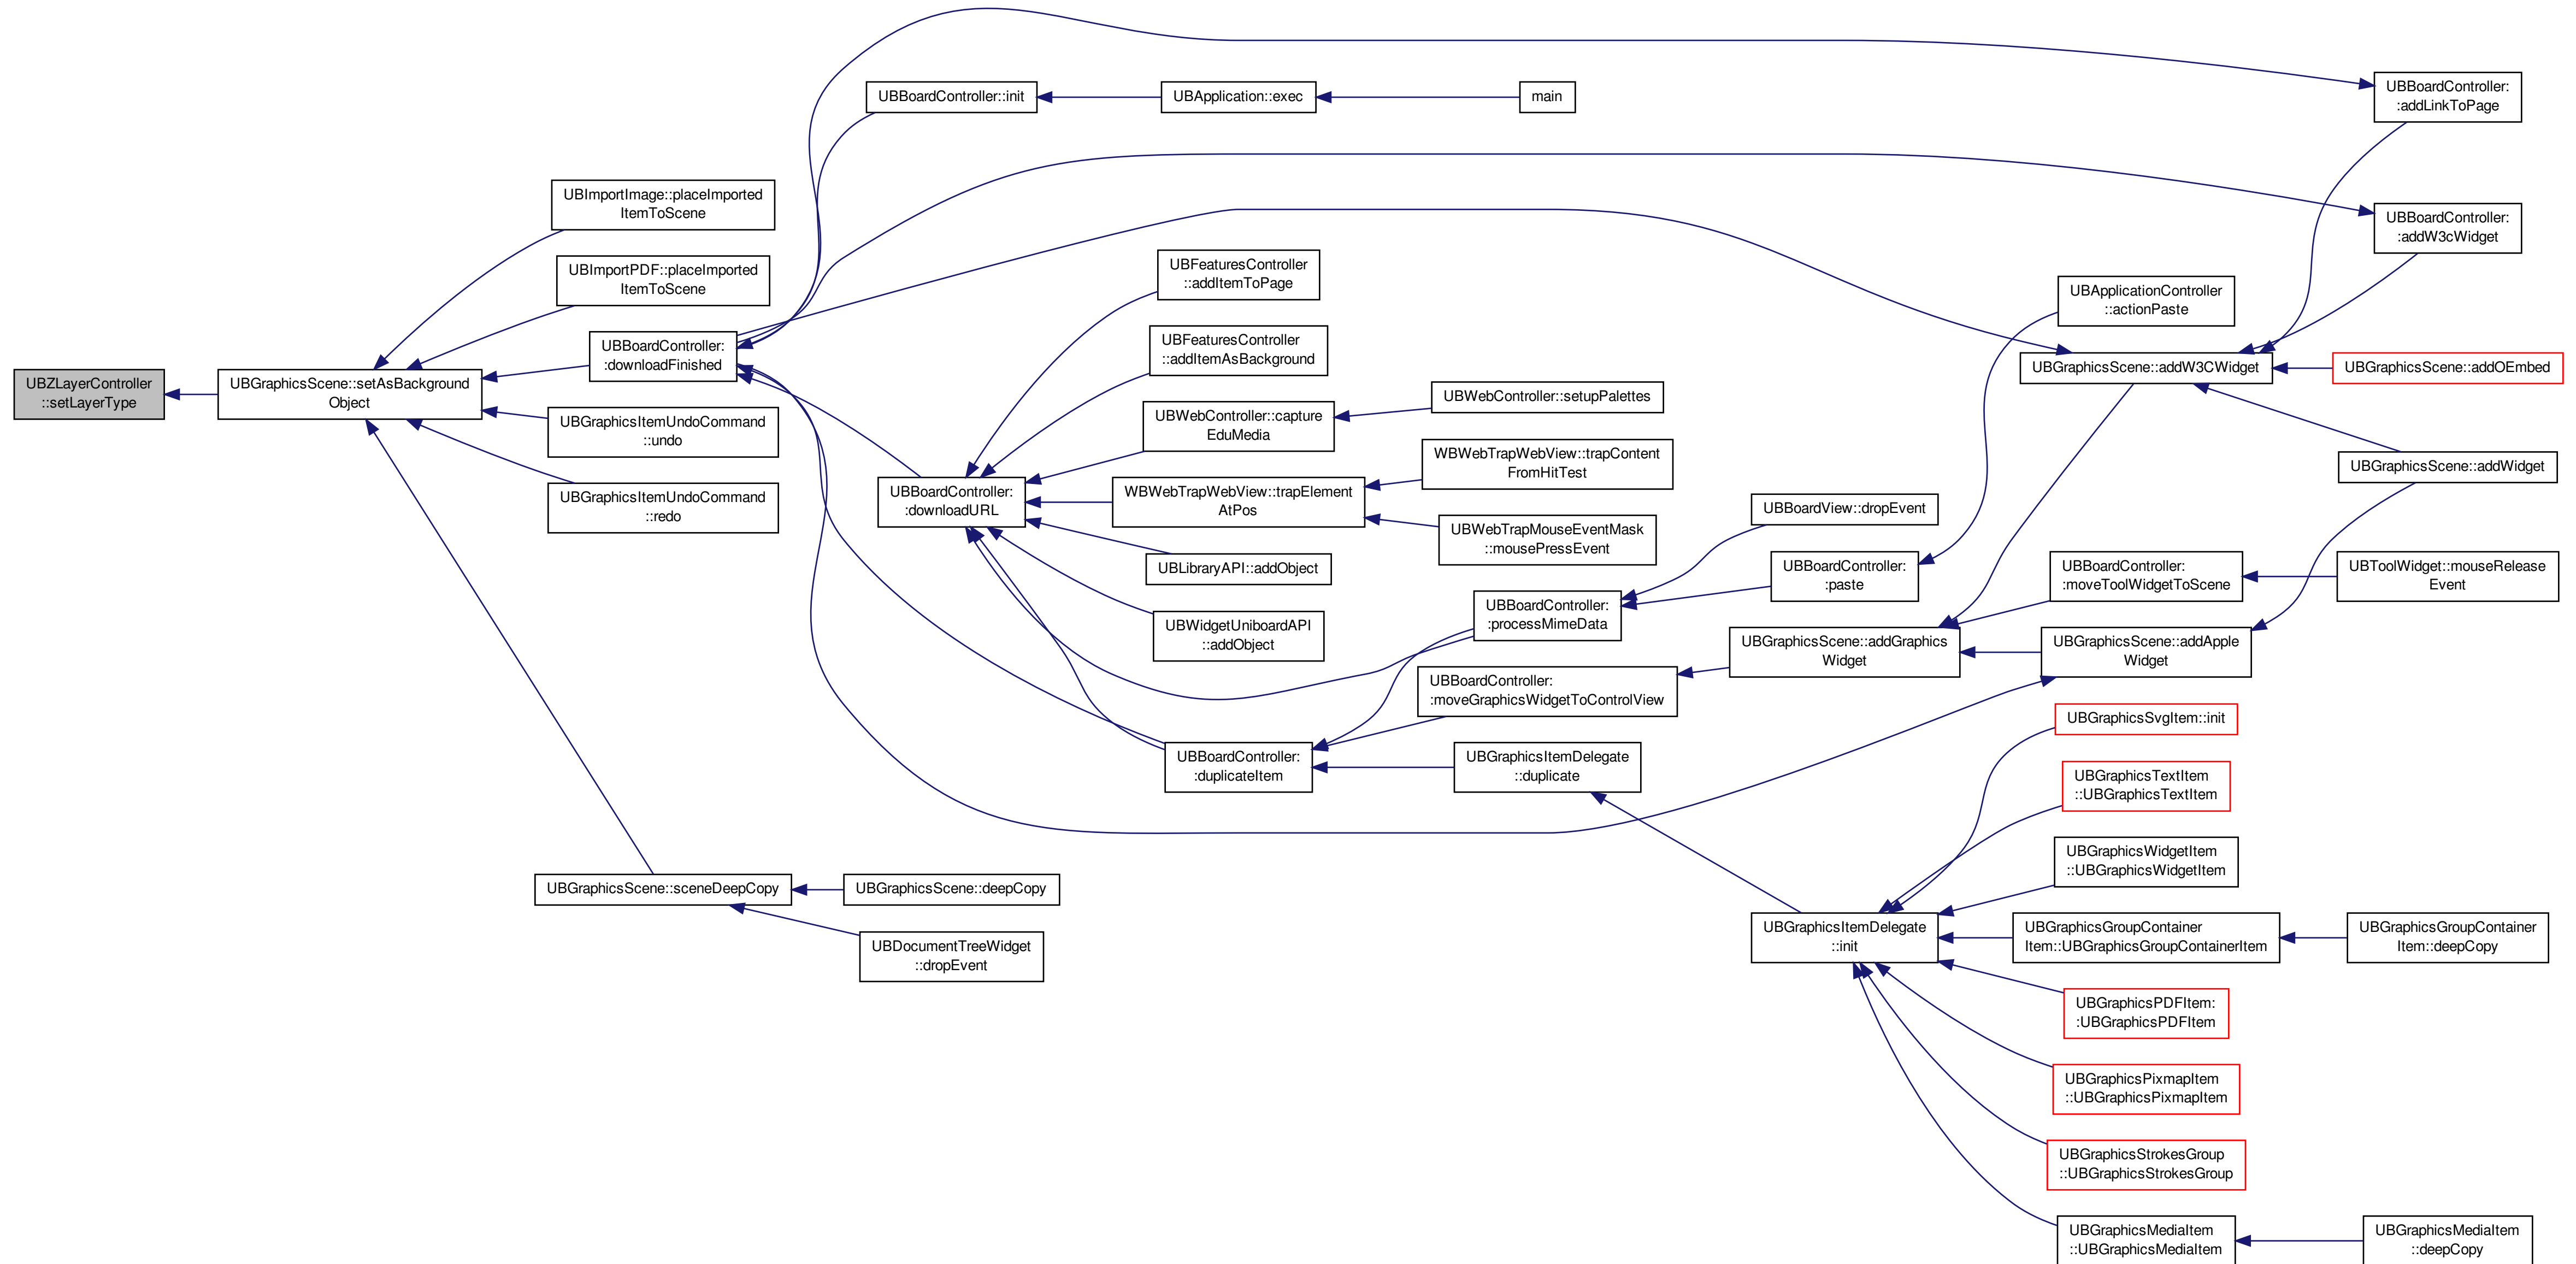 UBZLayerController
::setLayerType
UBGraphicsScene::setAsBackground
Object
UBImportImage::placeImported
ItemToScene
UBImportPDF::placeImported
ItemToScene
UBBoardController:
:downloadFinished
UBGraphicsItemUndoCommand
::undo
UBGraphicsItemUndoCommand
::redo
UBGraphicsScene::sceneDeepCopy
UBBoardController::init
UBApplication::exec
main
UBBoardController:
:downloadURL
UBGraphicsScene::deepCopy
UBDocumentTreeWidget
::dropEvent
UBFeaturesController
::addItemToPage
UBFeaturesController
::addItemAsBackground
UBWebController::capture
EduMedia
UBWebController::setupPalettes
WBWebTrapWebView::trapElement
AtPos
WBWebTrapWebView::trapContent
FromHitTest
UBWebTrapMouseEventMask
::mousePressEvent
UBLibraryAPI::addObject
UBWidgetUniboardAPI
::addObject
UBBoardController:
:processMimeData
UBBoardController:
:moveGraphicsWidgetToControlView
UBBoardController:
:duplicateItem
UBGraphicsItemDelegate
::duplicate
UBBoardView::dropEvent
UBBoardController:
:paste
UBGraphicsScene::addGraphics
Widget
UBGraphicsItemDelegate
::init
UBApplicationController
::actionPaste
UBGraphicsScene::addW3CWidget
UBBoardController:
:moveToolWidgetToScene
UBGraphicsScene::addApple
Widget
UBGraphicsSvgItem::init
UBGraphicsTextItem
::UBGraphicsTextItem
UBGraphicsWidgetItem
::UBGraphicsWidgetItem
UBGraphicsGroupContainer
Item::UBGraphicsGroupContainerItem
UBGraphicsPDFItem:
:UBGraphicsPDFItem
UBGraphicsPixmapItem
::UBGraphicsPixmapItem
UBGraphicsStrokesGroup
::UBGraphicsStrokesGroup
UBGraphicsMediaItem
::UBGraphicsMediaItem
UBBoardController:
:addLinkToPage
UBBoardController:
:addW3cWidget
UBGraphicsScene::addOEmbed
UBGraphicsScene::addWidget
UBToolWidget::mouseRelease
Event
UBGraphicsGroupContainer
Item::deepCopy
UBGraphicsMediaItem
::deepCopy